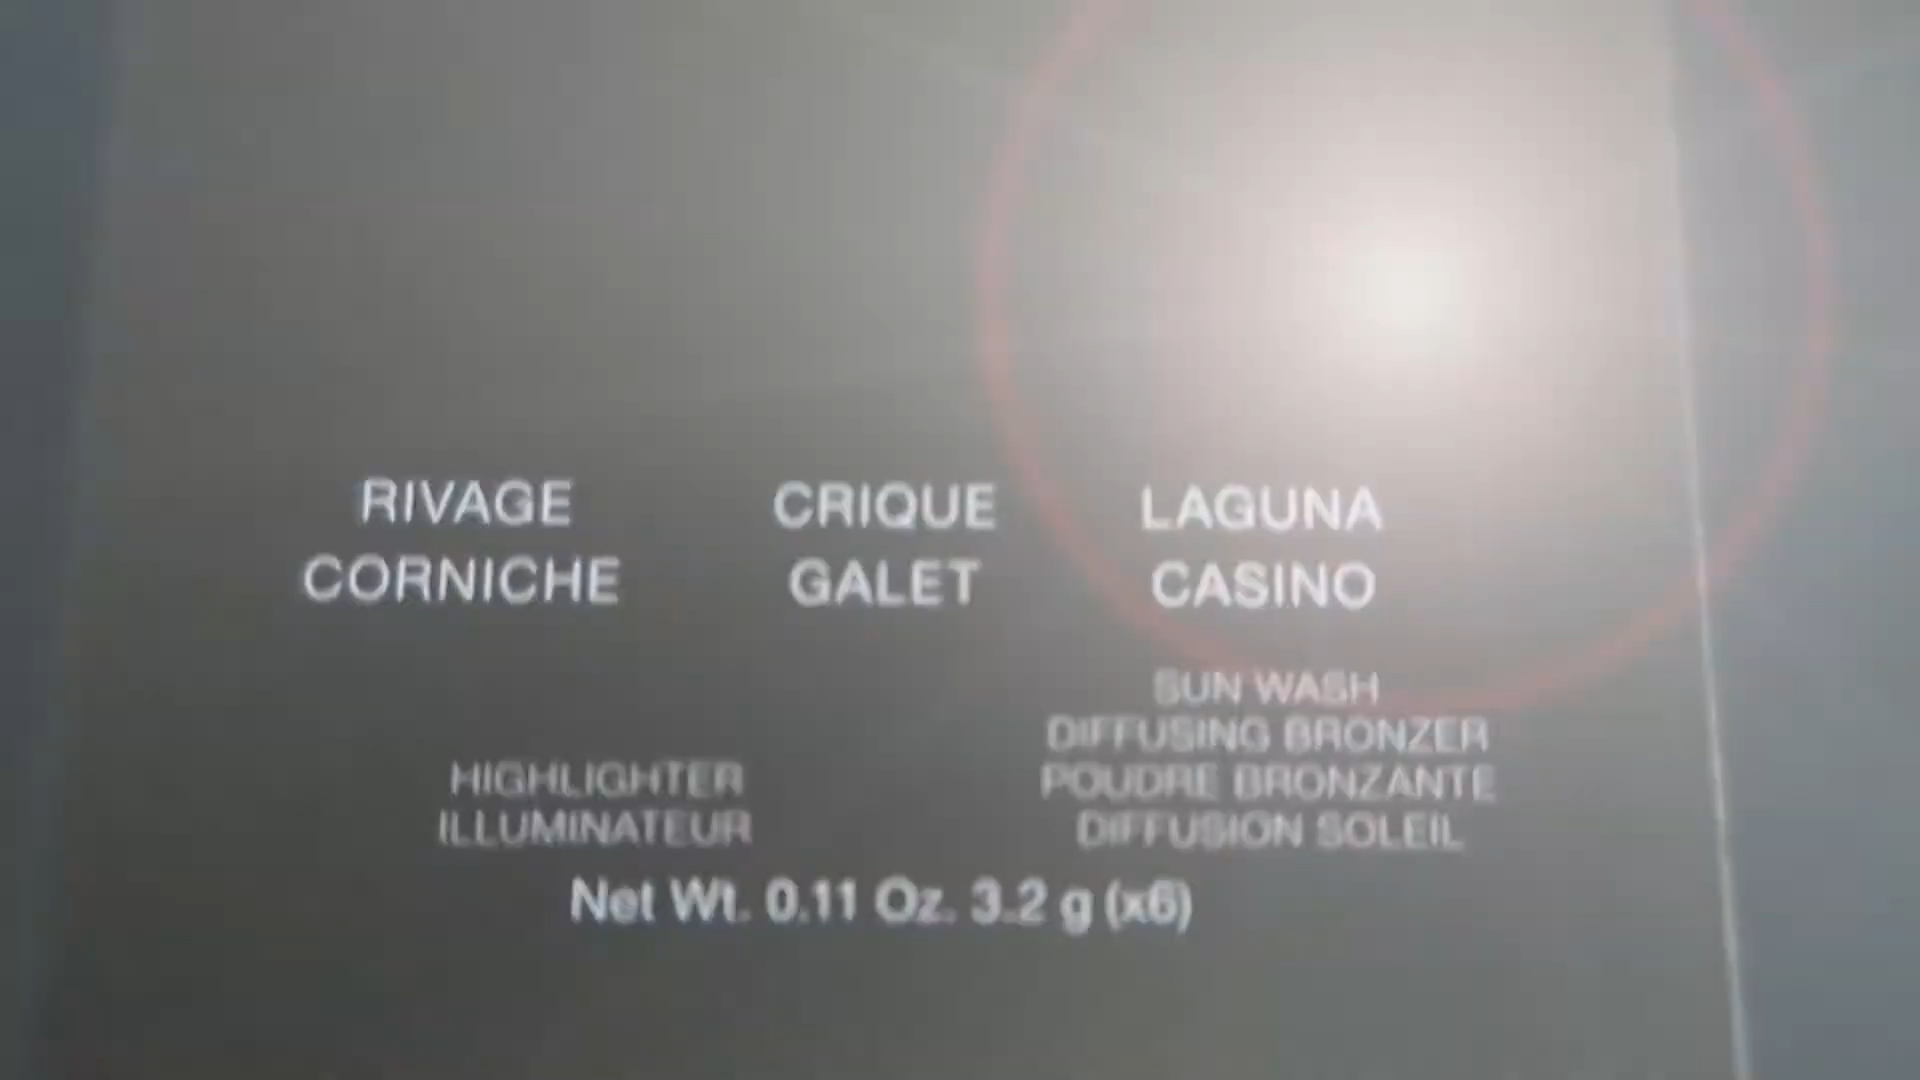 RIVAGE CRIQUE LAGUNA
CORNICHE GALET CASINO
SUN WASH
DIFFUSING BRONZER
POUDRE BRONZANTE
DIFFUSION SOLEIL
HIGHLIGHTER
ILLUMINATEUR
Net Wt. 0.11 Oz. 3.2 g (x6)